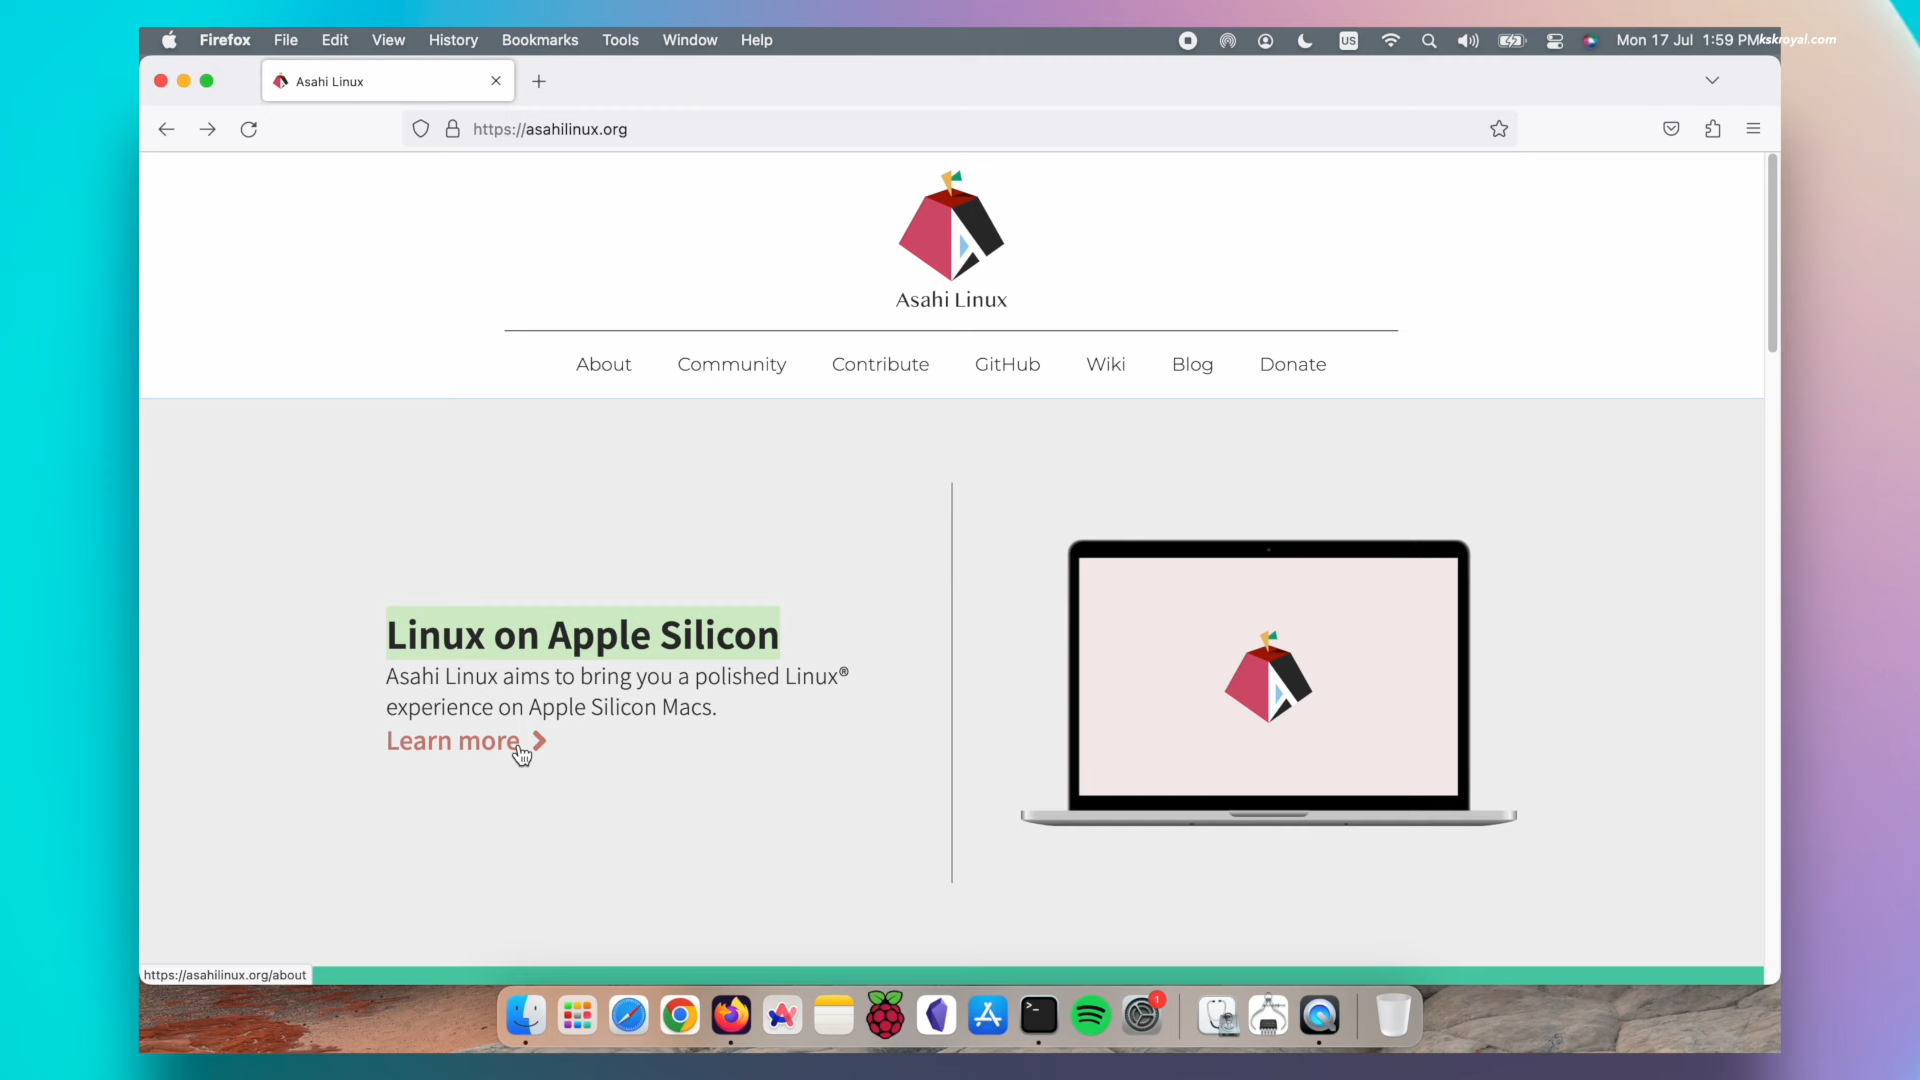 Firefox File Edit View History Bookmarks Tools Window Help US Mon 17 Jul 1:59 PM kskroyal.com
Asahi Linux
https://asahilinux.org
Asahi Linux
About Community Contribute GitHub Wiki Blog Donate
Linux on Apple Silicon
Asahi Linux aims to bring you a polished Linux®
experience on Apple Silicon Macs.
Learn more
https://asahilinux.org/about
1